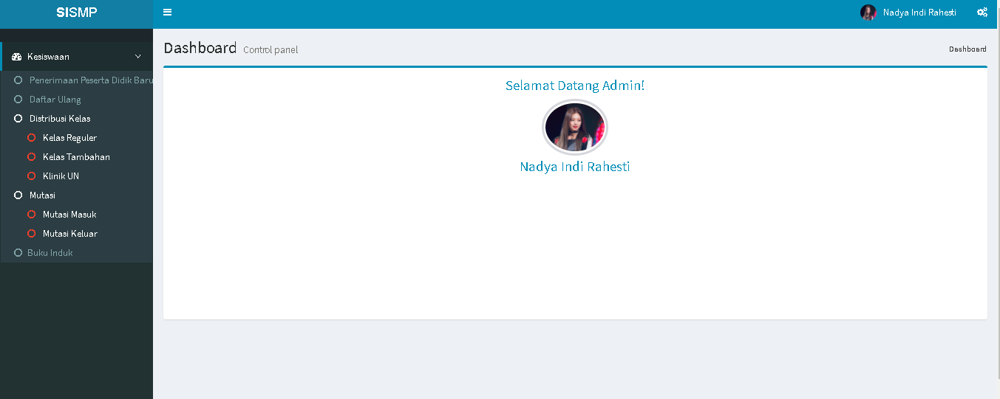 SISMP
Nadya Indi Rahesti
Dashboard Control panel
Dashboard
Kesiswaan
Penerimaan Peserta Didik Baru
Daftar Ulang
Distribusi Kelas
Kelas Reguler
Kelas Tambahan
Klinik UN
Mutasi
Mutasi Masuk
Mutasi Keluar
Buku Induk
Selamat Datang Admin!
Nadya Indi Rahesti